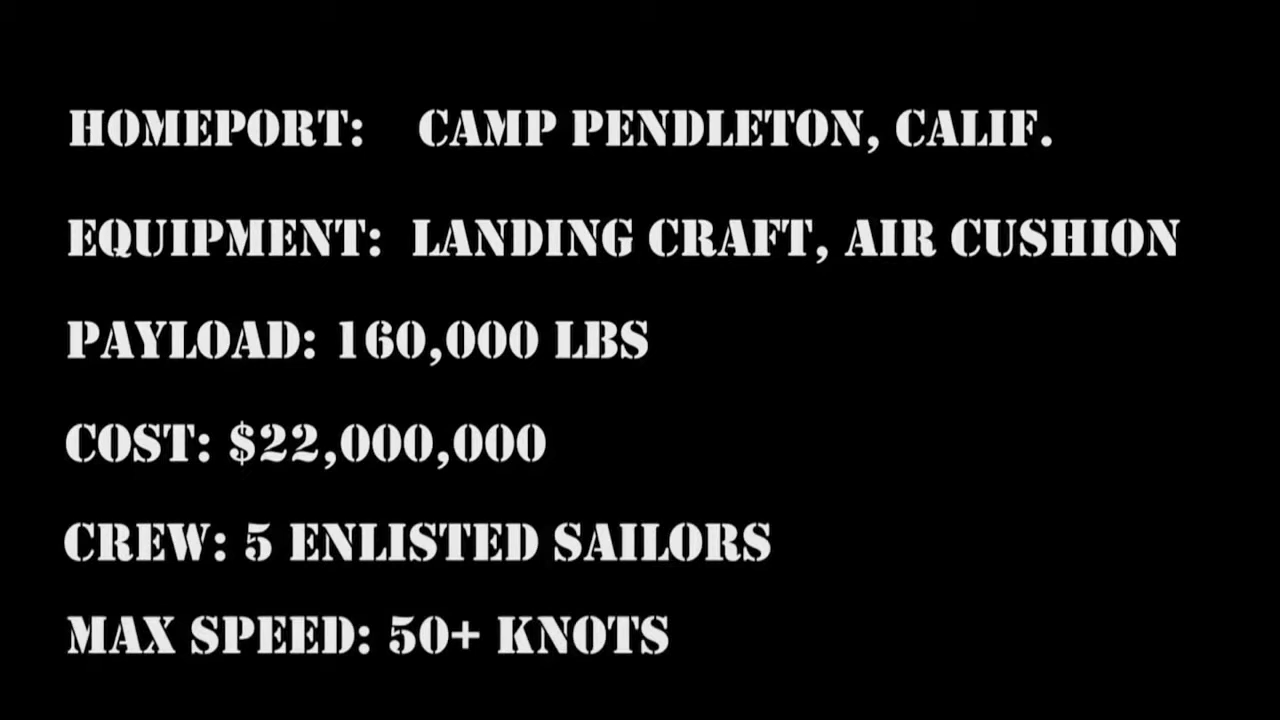 HOMEPORT: CAMP PENDLETON, CALIF.
EQUIPMENT: LANDING CRAFT, AIR CUSHION
PAYLOAD: 160,000 LBS
COST: $22,000,000
CREW: 5 ENLISTED SAILORS
MAX SPEED: 50+ KNOTS